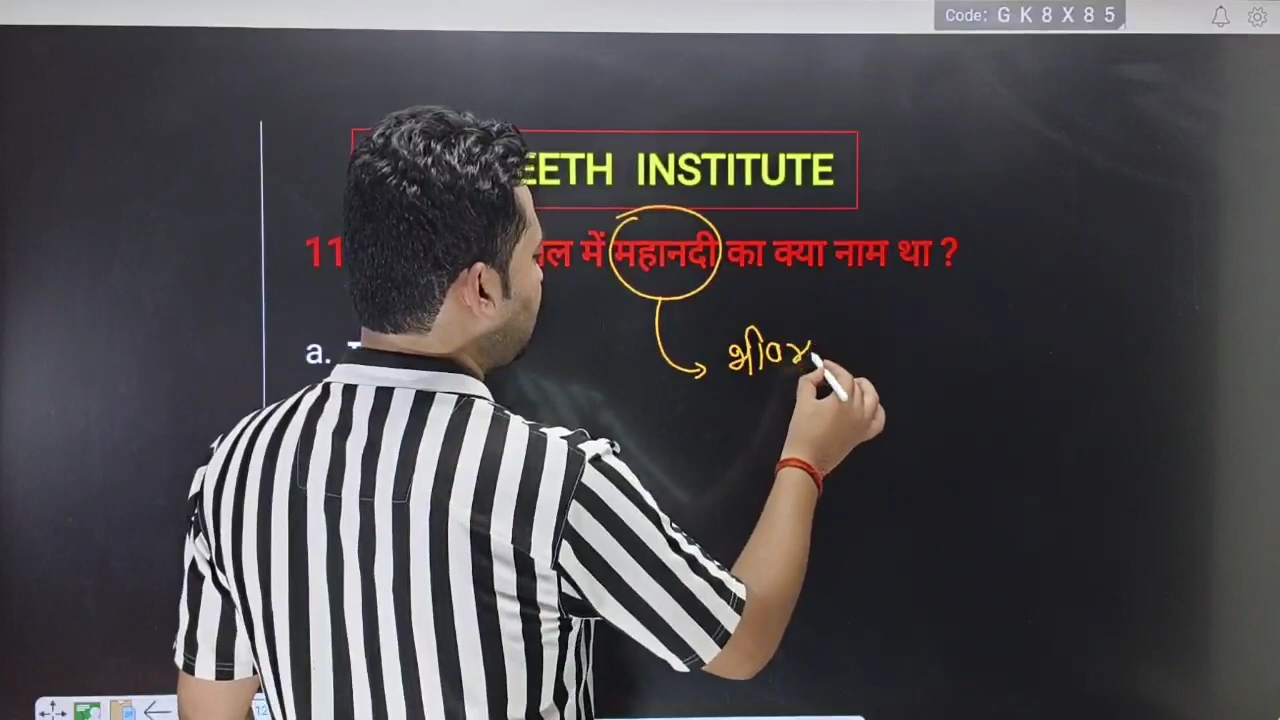 Code: G K 8 X 8 5
EETH INSTITUTE
11 ल में महानदी का क्या नाम था ?
a.